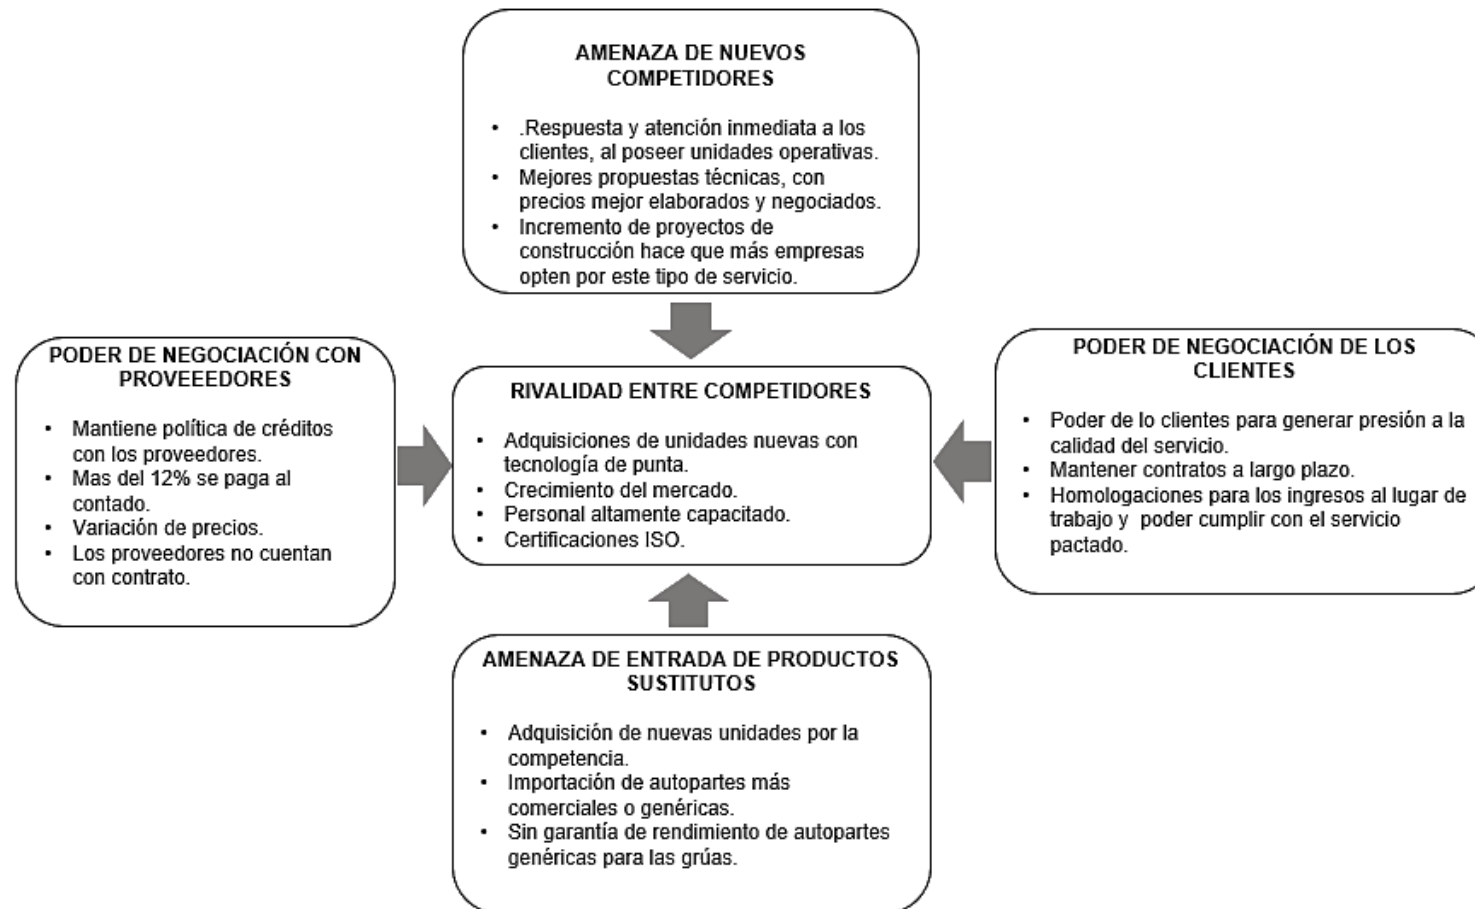 AMENAZA DE NUEVOS
COMPETIDORES
• .Respuesta y atención inmediata a los
clientes, al poseer unidades operativas.
• Mejores propuestas técnicas, con
precios mejor elaborados y negociados.
• Incremento de proyectos de
construcción hace que más empresas
opten por este tipo de servicio.
PODER DE NEGOCIACIÓN CON
PROVEEEDORES
• Mantiene política de créditos
con los proveedores.
• Mas del 12% se paga al
contado.
• Variación de precios.
• Los proveedores no cuentan
con contrato.
RIVALIDAD ENTRE COMPETIDORES
• Adquisiciones de unidades nuevas con
tecnología de punta.
• Crecimiento del mercado.
• Personal altamente capacitado.
• Certificaciones ISO.
PODER DE NEGOCIACIÓN DE LOS
CLIENTES
• Poder de lo clientes para generar presión a la
calidad del servicio.
• Mantener contratos a largo plazo.
• Homologaciones para los ingresos al lugar de
trabajo y poder cumplir con el servicio
pactado.
AMENAZA DE ENTRADA DE PRODUCTOS
SUSTITUTOS
• Adquisición de nuevas unidades por la
competencia.
• Importación de autopartes más
comerciales o genéricas.
• Sin garantía de rendimiento de autopartes
genéricas para las grúas.